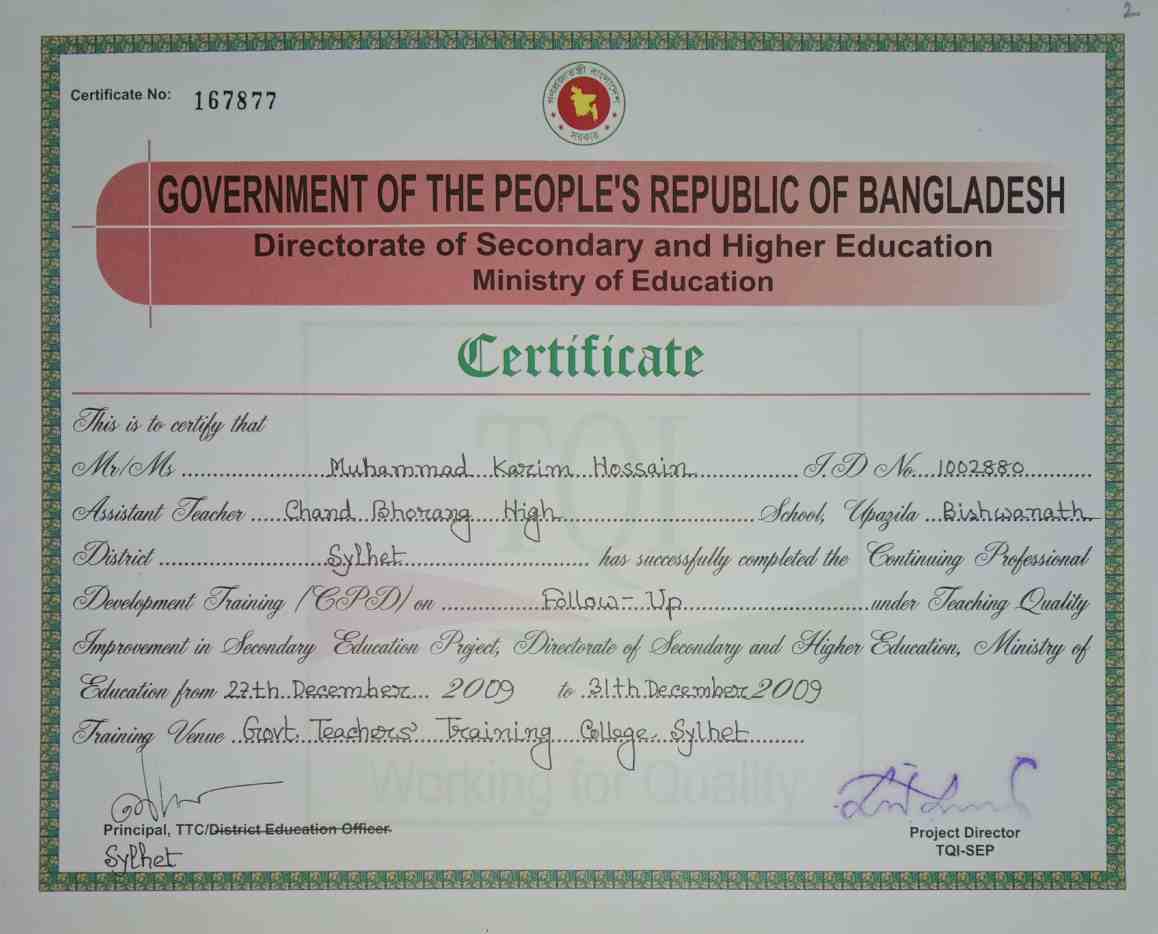 2
Certificate No: 167877
গণপ্রজাতন্ত্রী বাংলাদেশ
সরকার
GOVERNMENT OF THE PEOPLE'S REPUBLIC OF BANGLADESH
Directorate of Secondary and Higher Education
Ministry of Education
Certificate
This is to certify that
Mr/Ms Muhammad Kazim Hossain I.D No. 1002880
Assistant Teacher Chand Bhorang High School, Upazila Bishwanath
District Sylhet has successfully completed the Continuing Professional
Development Training (CPD) on Follow-Up under Teaching Quality
Improvement in Secondary Education Project, Directorate of Secondary and Higher Education, Ministry of
Education from 27th December 2009 to 31th December 2009
Training Venue Govt. Teachers' Training College, Sylhet
TQI
Working for Quality
Principal, TTC/District Education Officer
Sylhet
Project Director
TQI-SEP